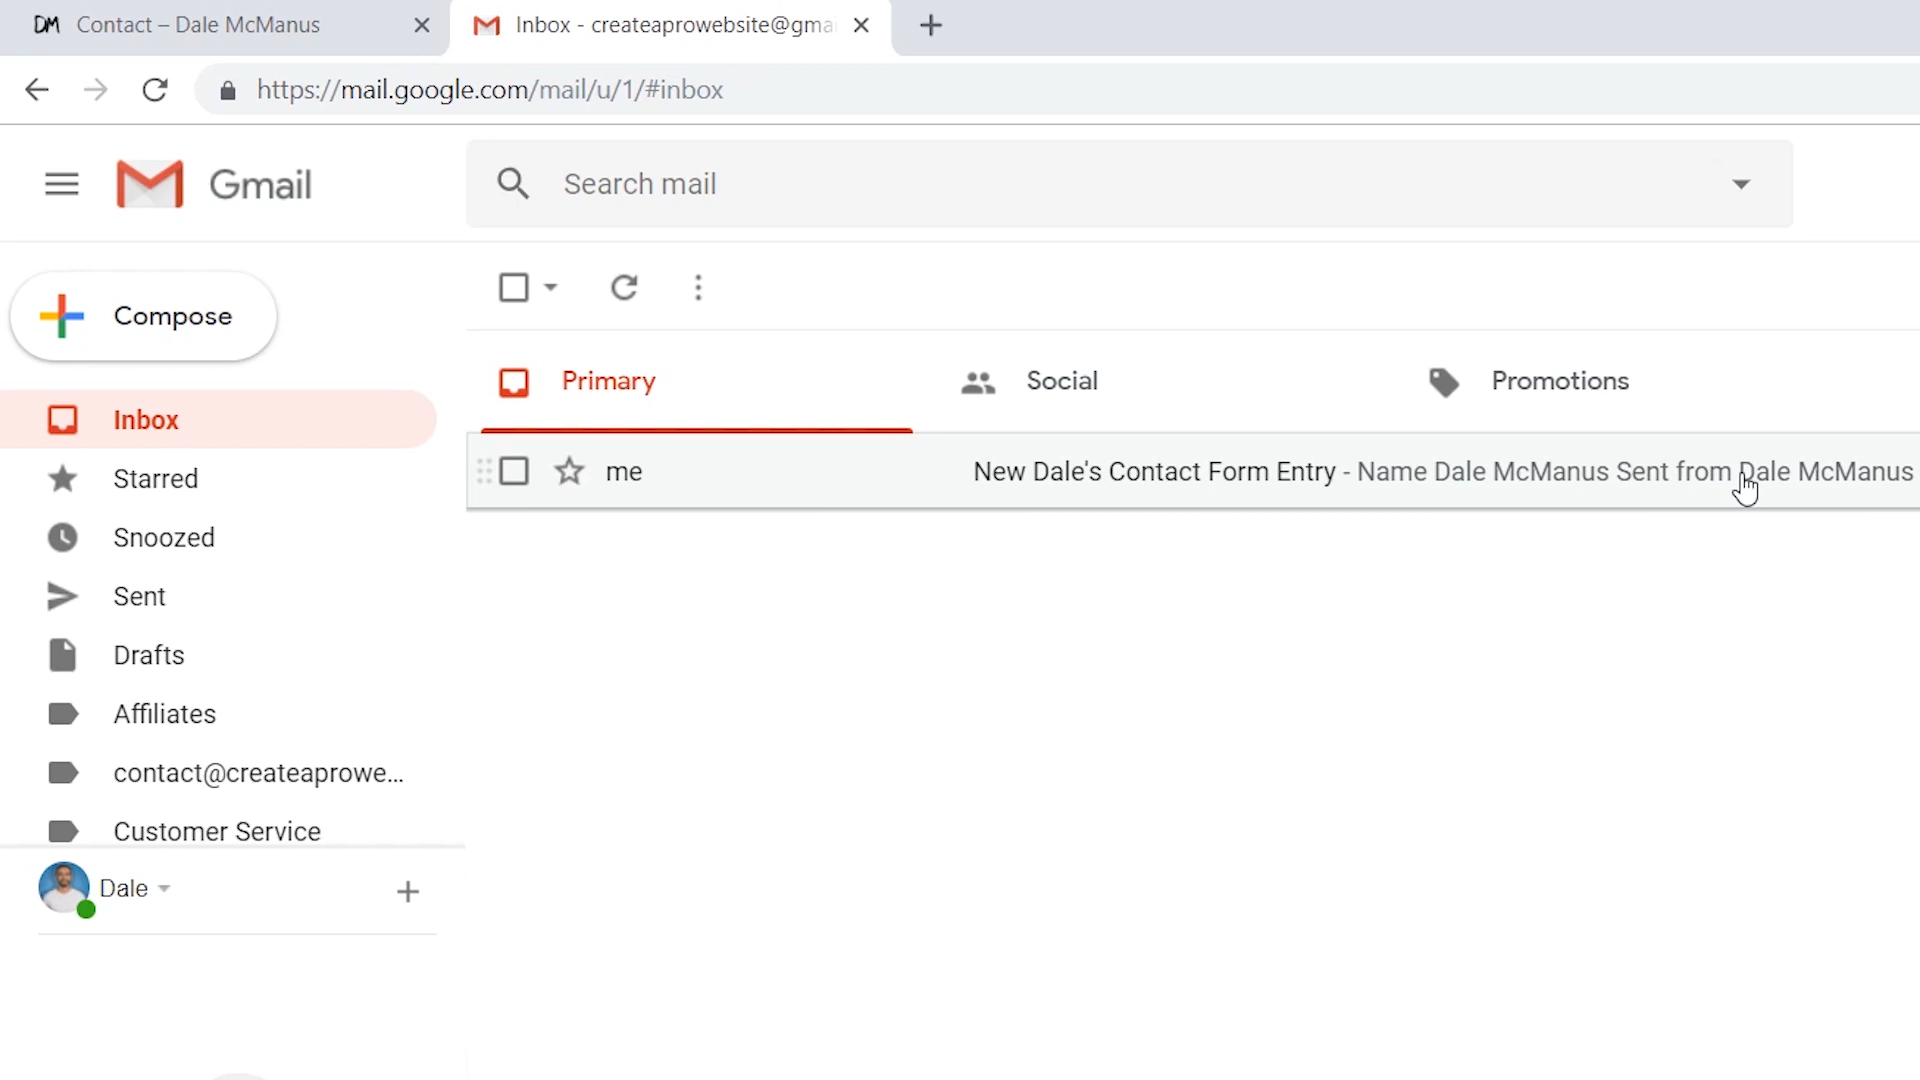 DM Contact – Dale McManus
Inbox - createaprowebsite@gma
https://mail.google.com/mail/u/1/#inbox
Gmail
Search mail
Compose
Primary
Social
Promotions
Inbox
me
New Dale's Contact Form Entry - Name Dale McManus Sent from Dale McManus
Starred
Snoozed
Sent
Drafts
Affiliates
contact@createaprowe...
Customer Service
Dale